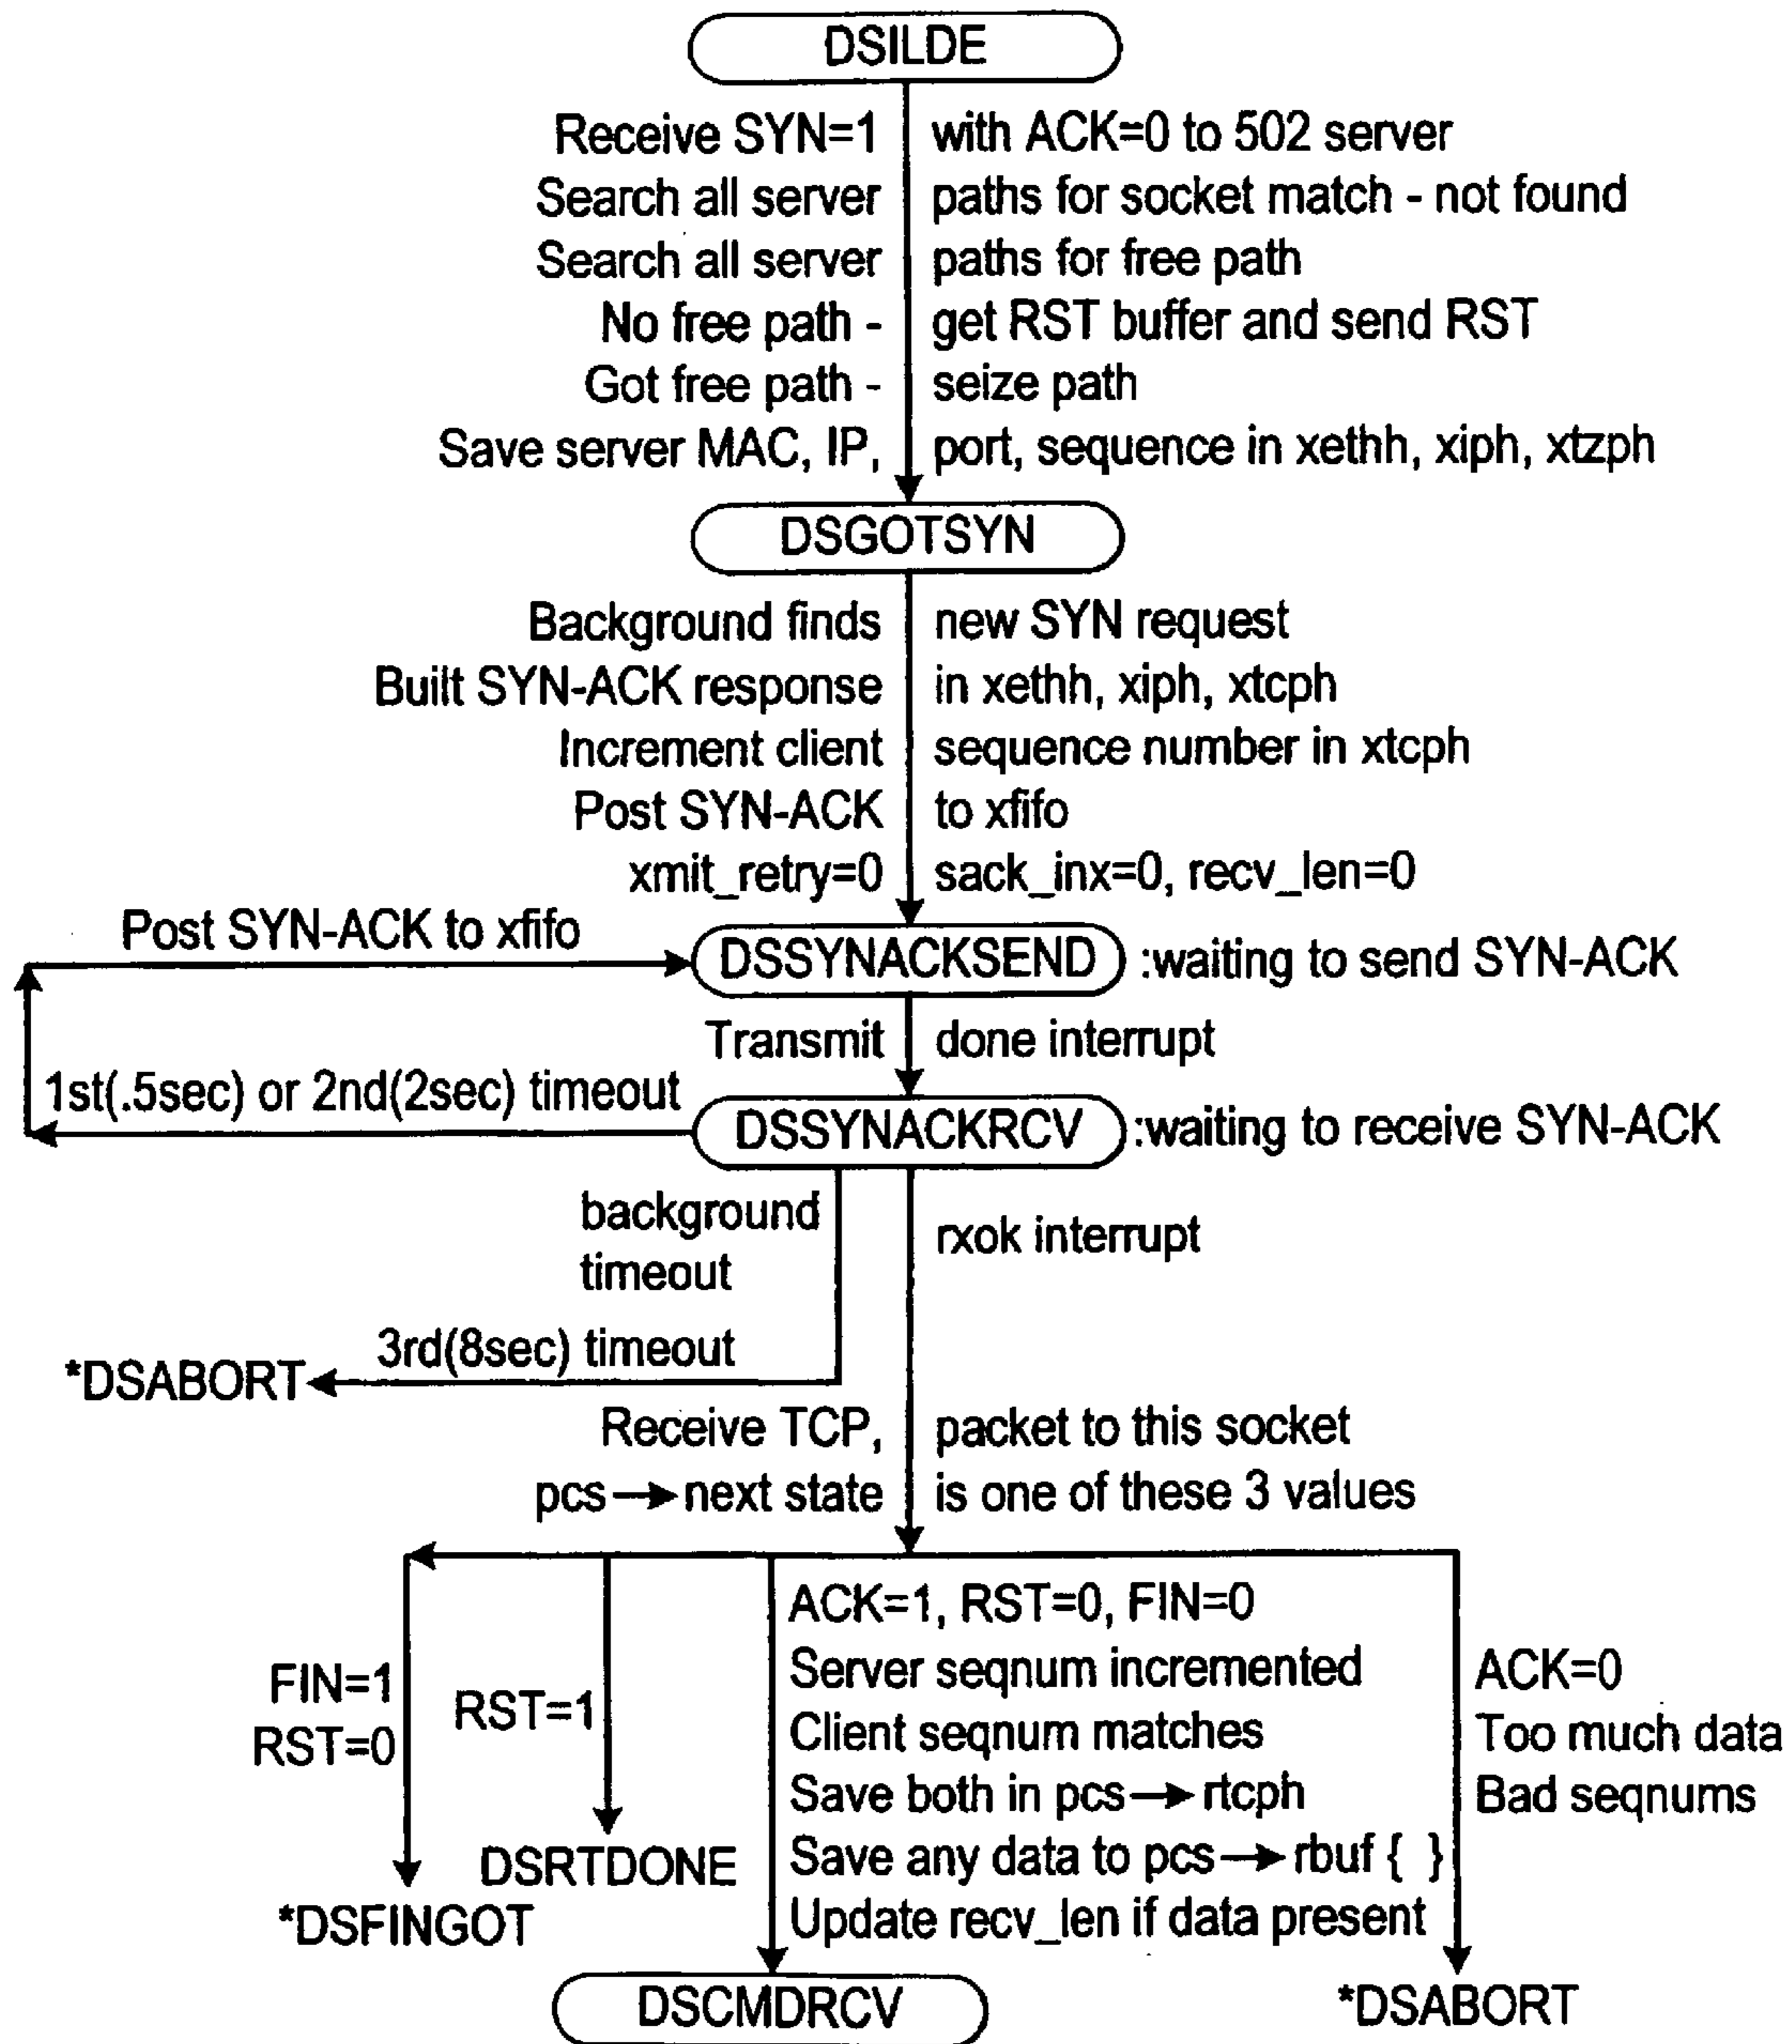 DSILDE
Receive SYN=1 with ACK=0 to 502 server
Search all server paths for socket match - not found
Search all server paths for free path
No free path - get RST buffer and send RST
Got free path - seize path
Save server MAC, IP, port, sequence in xethh, xiph, xtzph
DSGOTSYN
Background finds new SYN request
Built SYN-ACK response in xethh, xiph, xtcph
Increment client sequence number in xtcph
Post SYN-ACK to xfifo
xmit_retry=0 sack_inx=0, recv_len=0
Post SYN-ACK to xfifo
DSSYNACKSEND :waiting to send SYN-ACK
Transmit done interrupt
1st(.5sec) or 2nd(2sec) timeout
DSSYNACKRCV :waiting to receive SYN-ACK
background
timeout
rxok interrupt
3rd(8sec) timeout
*DSABORT
Receive TCP, packet to this socket
pcs→next state is one of these 3 values
FIN=1
RST=0
*DSFINGOT
RST=1
DSRTDONE
ACK=1, RST=0, FIN=0
Server seqnum incremented
Client seqnum matches
Save both in pcs→rtcph
Save any data to pcs→rbuf { }
Update recv_len if data present
DSCMDRCV
ACK=0
Too much data
Bad seqnums
*DSABORT